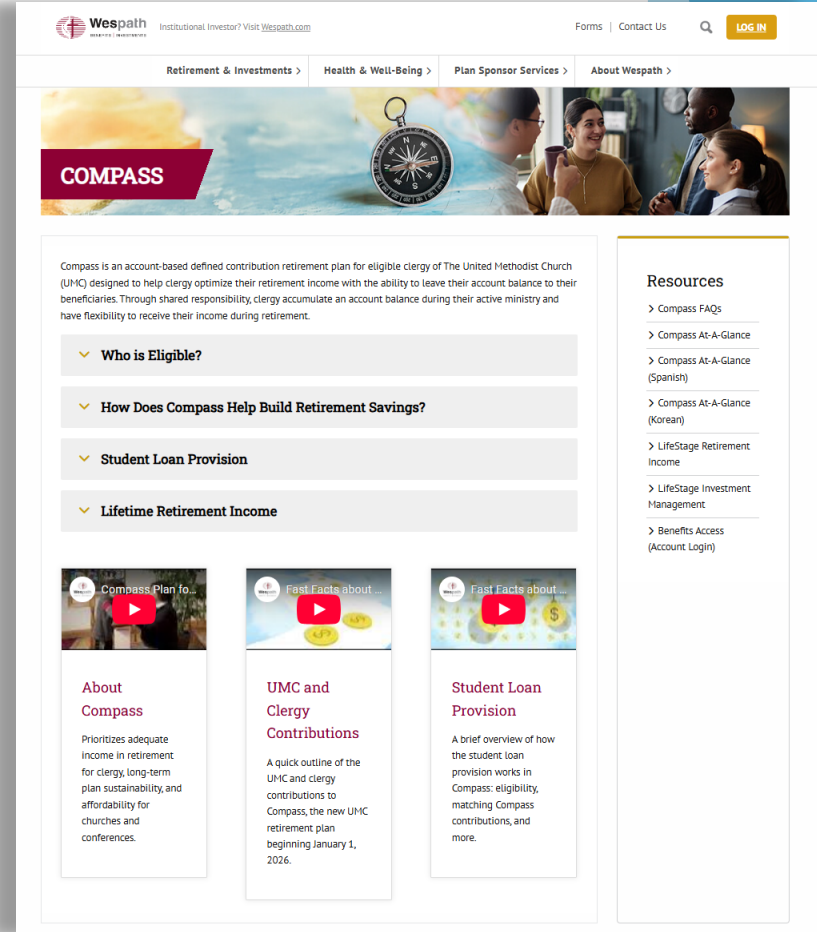 Wespath
BENEFITS | INVESTMENTS
Institutional Investor? Visit Wespath.com
Forms | Contact Us
LOG IN
Retirement & Investments >
Health & Well-Being >
Plan Sponsor Services >
About Wespath >
COMPASS
Compass is an account-based defined contribution retirement plan for eligible clergy of The United Methodist Church
(UMC) designed to help clergy optimize their retirement income with the ability to leave their account balance to their
beneficiaries. Through shared responsibility, clergy accumulate an account balance during their active ministry and
have flexibility to receive their income during retirement.
Who is Eligible?
How Does Compass Help Build Retirement Savings?
Student Loan Provision
Lifetime Retirement Income
Compass Plan fo...
About
Compass
Prioritizes adequate
income in retirement
for clergy, long-term
plan sustainability, and
affordability for
churches and
conferences.
Fast Facts about ...
UMC and
Clergy
Contributions
A quick outline of the
UMC and clergy
contributions to
Compass, the new UMC
retirement plan
beginning January 1,
2026.
Fast Facts about ...
Student Loan
Provision
A brief overview of how
the student loan
provision works in
Compass: eligibility,
matching Compass
contributions, and
more.
Resources
> Compass FAQs
> Compass At-A-Glance
> Compass At-A-Glance
(Spanish)
> Compass At-A-Glance
(Korean)
> LifeStage Retirement
Income
> LifeStage Investment
Management
> Benefits Access
(Account Login)